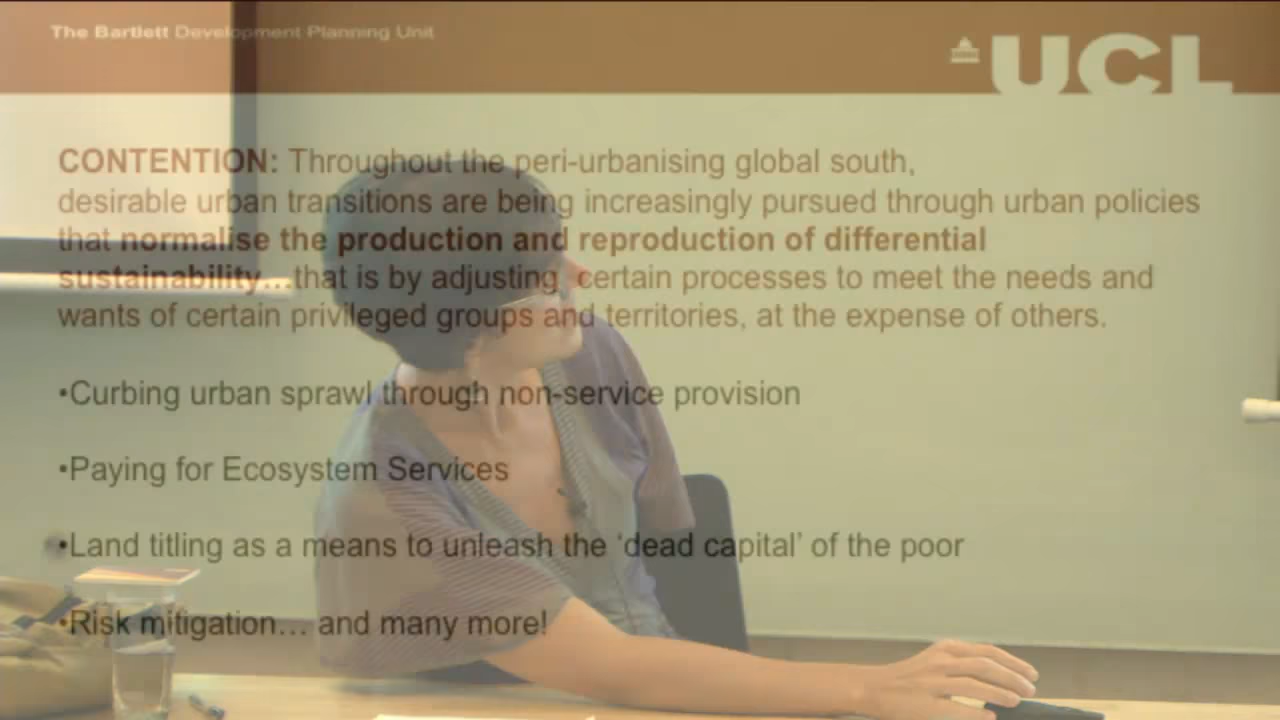 The Bartlett Development Planning Unit
UCL
CONTENTION: Throughout the peri-urbanising global south,
desirable urban transitions are being increasingly pursued through urban policies
that normalise the production and reproduction of differential
sustainability…that is by adjusting certain processes to meet the needs and
wants of certain privileged groups and territories, at the expense of others.
•Curbing urban sprawl through non-service provision
•Paying for Ecosystem Services
•Land titling as a means to unleash the ‘dead capital’ of the poor
•Risk mitigation… and many more!